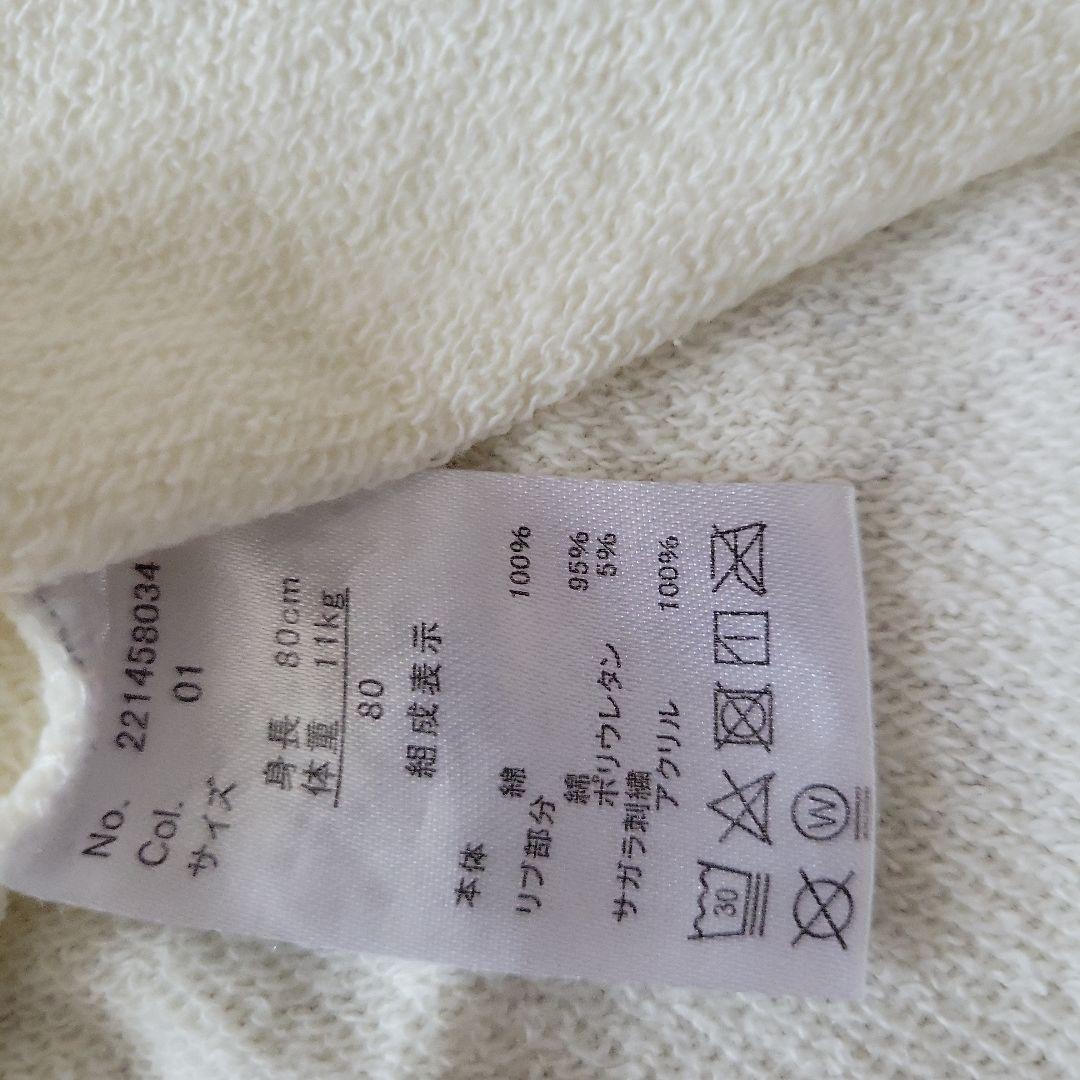 No. 221458034
Col. 01
サイズ
身長 80cm
体重 11kg
80
組成表示
本体
綿 100%
リブ部分
綿 95%
ポリウレタン 5%
サガラ刺繍
アクリル 100%
30
W